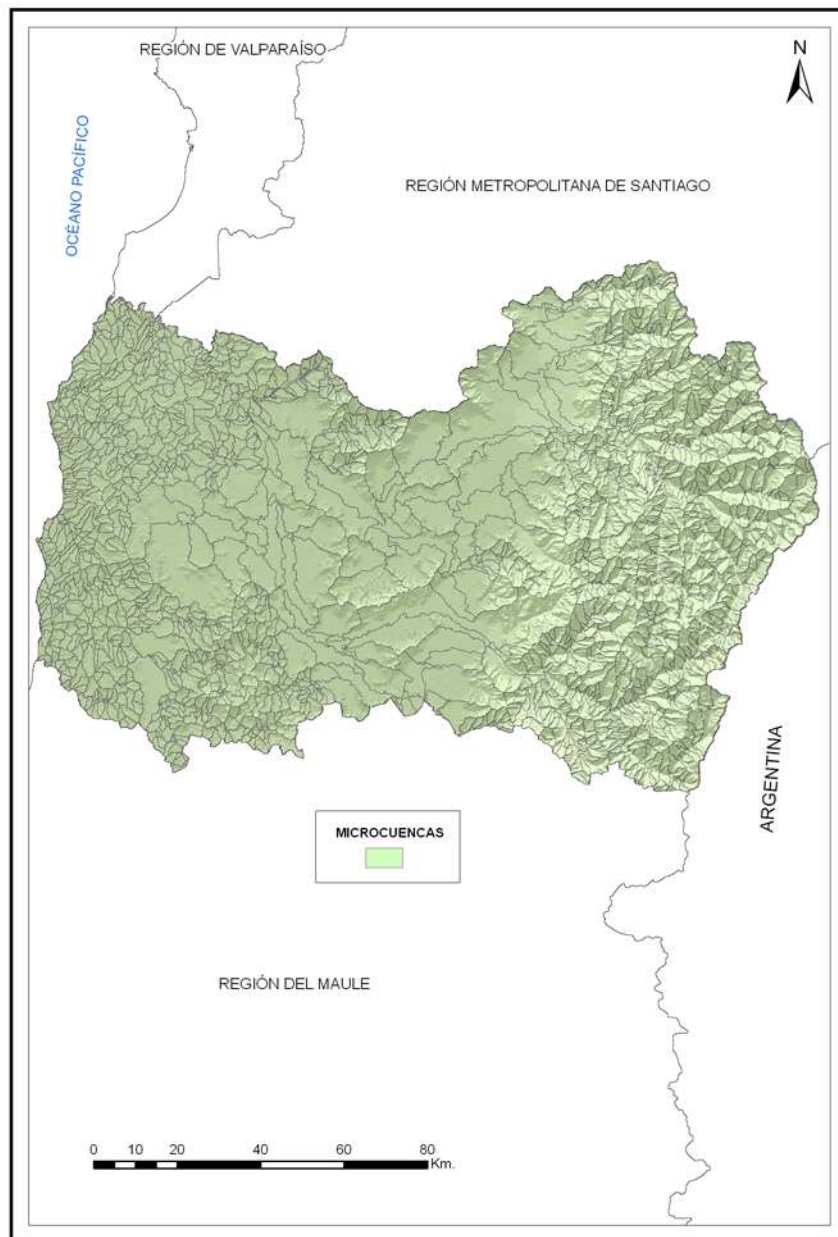 REGIÓN DE VALPARAÍSO
N
OCÉANO PACÍFICO
REGIÓN METROPOLITANA DE SANTIAGO
ARGENTINA
MICROCUENCAS
REGIÓN DEL MAULE
0 10 20 40 60 80
Km.